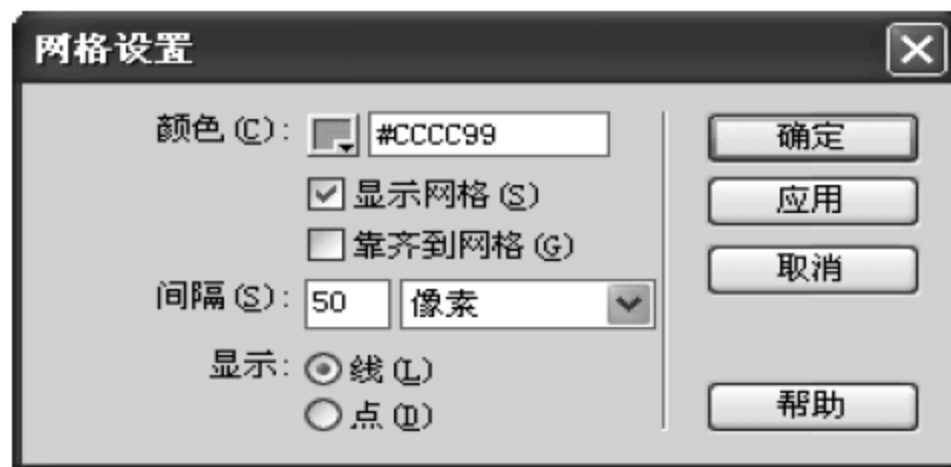 网格设置
颜色(C): #CCCC99
显示网格(S)
靠齐到网格(G)
间隔(S): 50 像素
显示: 线(L)
点(D)
确定
应用
取消
帮助